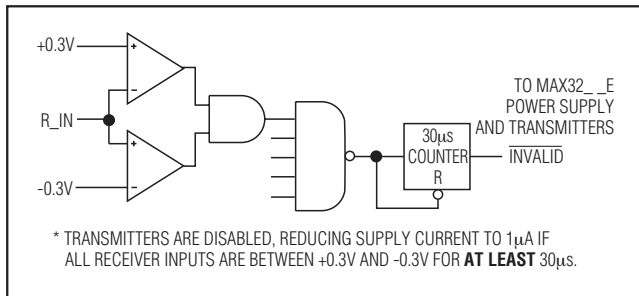 +0.3V
+
-
R_IN
+
-
-0.3V
30μs
COUNTER
R
TO MAX32_ _E
POWER SUPPLY
AND TRANSMITTERS
INVALID
* TRANSMITTERS ARE DISABLED, REDUCING SUPPLY CURRENT TO 1μA IF
ALL RECEIVER INPUTS ARE BETWEEN +0.3V AND -0.3V FOR AT LEAST 30μs.